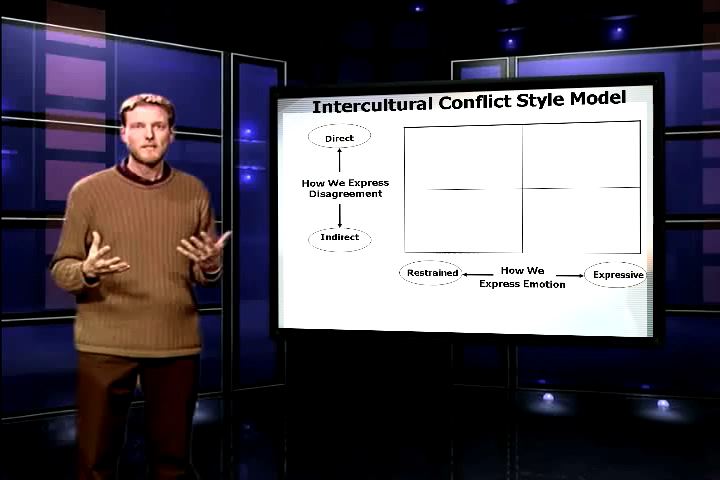 Intercultural Conflict Style Model
Direct
How We Express
Disagreement
Indirect
Restrained
How We
Express Emotion
Expressive